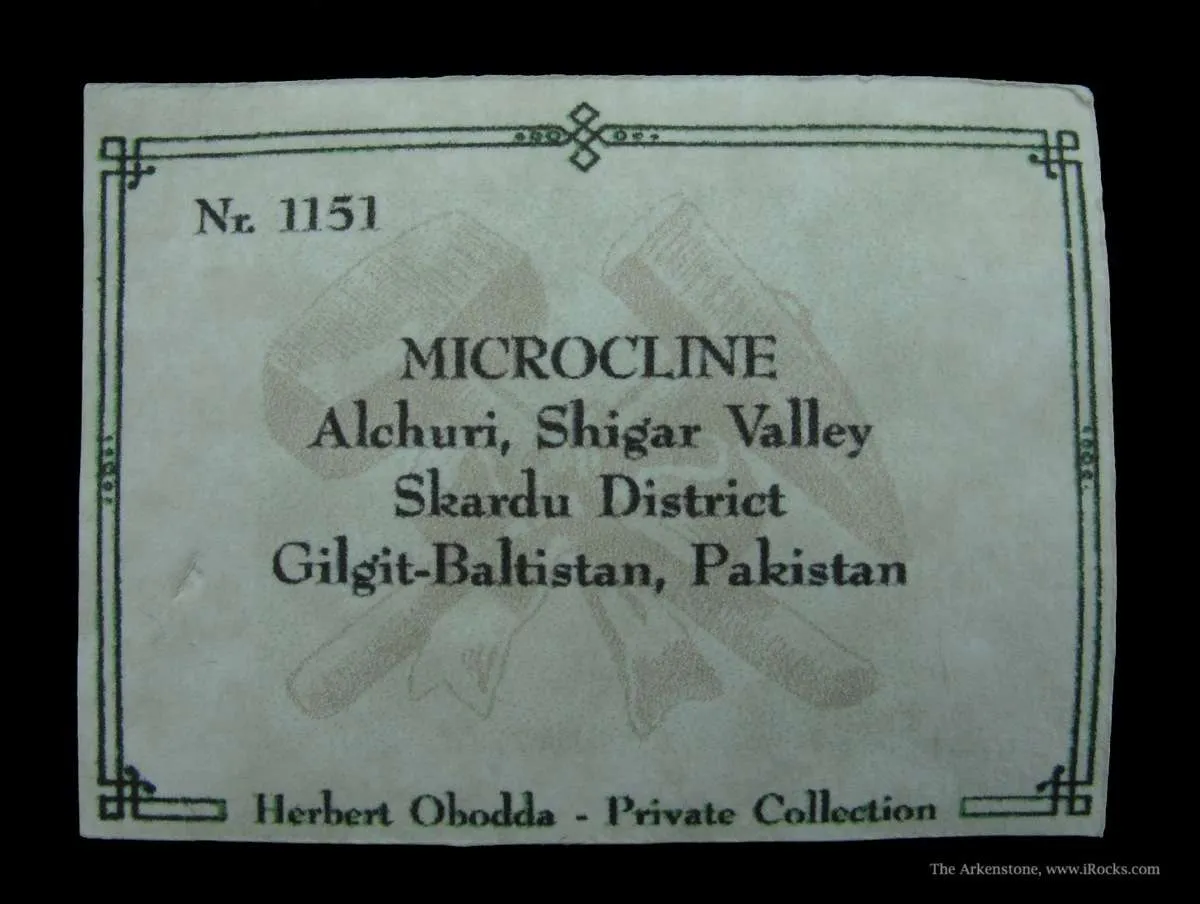 Nr. 1151
MICROCLINE
Alchuri, Shigar Valley
Skardu District
Gilgit-Baltistan, Pakistan
Herbert Obodda - Private Collection
The Arkenstone, www.iRocks.com